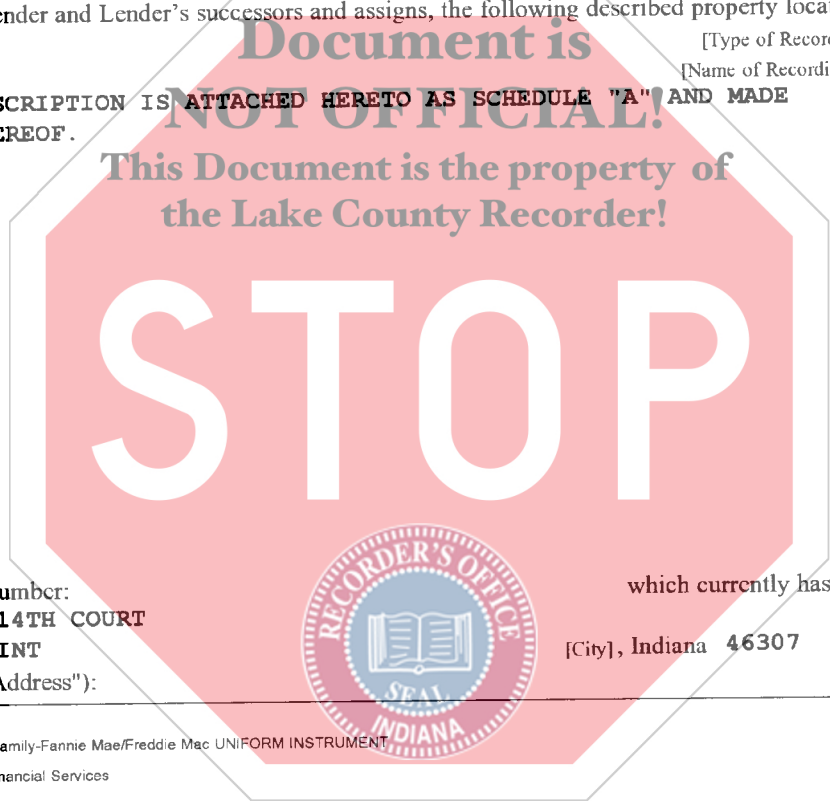 ender and Lender's successors and assigns, the following described property loca
[Type of Recor
[Name of Recordi
SCRIPTION IS ATTACHED HERETO AS SCHEDULE "A" AND MADE
EREOF.
Document is
NOT OFFICIAL!
This Document is the property of
the Lake County Recorder!
STOP
RECORDER'S OFFICE
SEAL
INDIANA
umber: which currently has
14TH COURT
INT [City], Indiana 46307
Address"):
amily-Fannie Mae/Freddie Mac UNIFORM INSTRUMENT
nancial Services